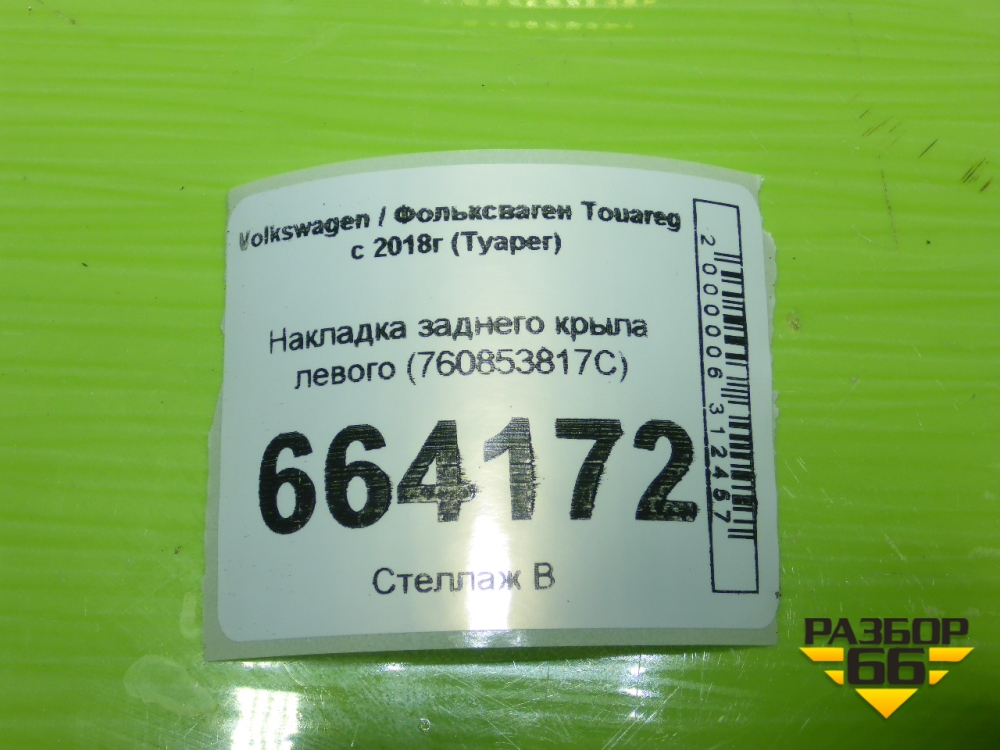 Volkswagen / Фольксваген Touareg
с 2018г (Туарег)
Накладка заднего крыла
левого (760853817C)
664172
Стеллаж В
2000006312467
РАЗБОР
66